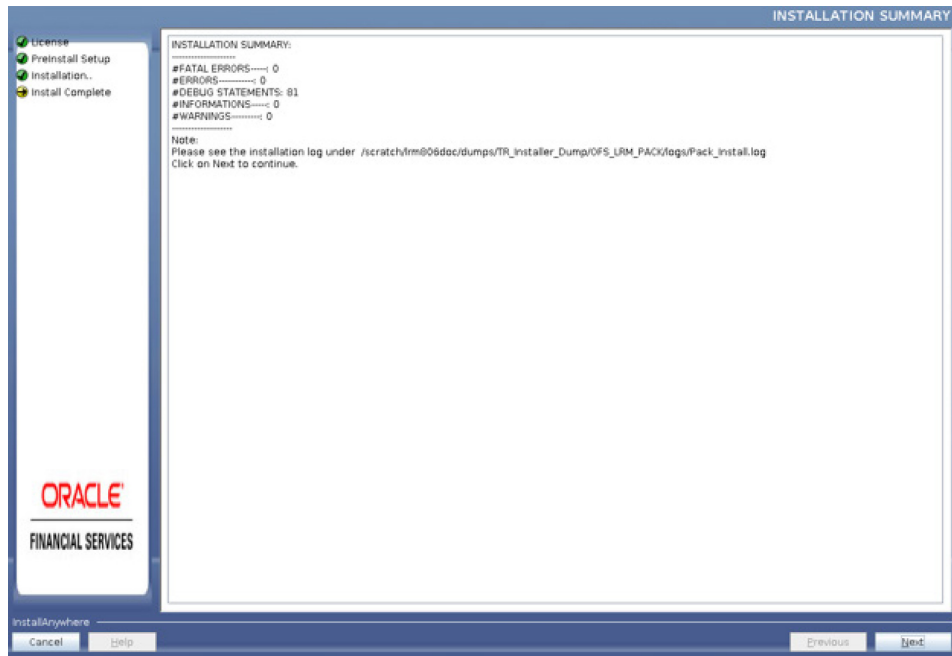 INSTALLATION SUMMARY
License
Preinstall Setup
Installation..
Install Complete
INSTALLATION SUMMARY:
-------------------
#FATAL ERRORS-----: 0
#ERRORS-----------: 0
#DEBUG STATEMENTS: 81
#INFORMATIONS-----: 0
#WARNINGS---------: 0
------------------
Note:
Please see the installation log under /scratch/lrm806doc/dumps/TR_Installer_Dump/OFS_LRM_PACK/logs/Pack_Install.log
Click on Next to continue.
ORACLE
FINANCIAL SERVICES
InstallAnywhere
Cancel Help Previous Next